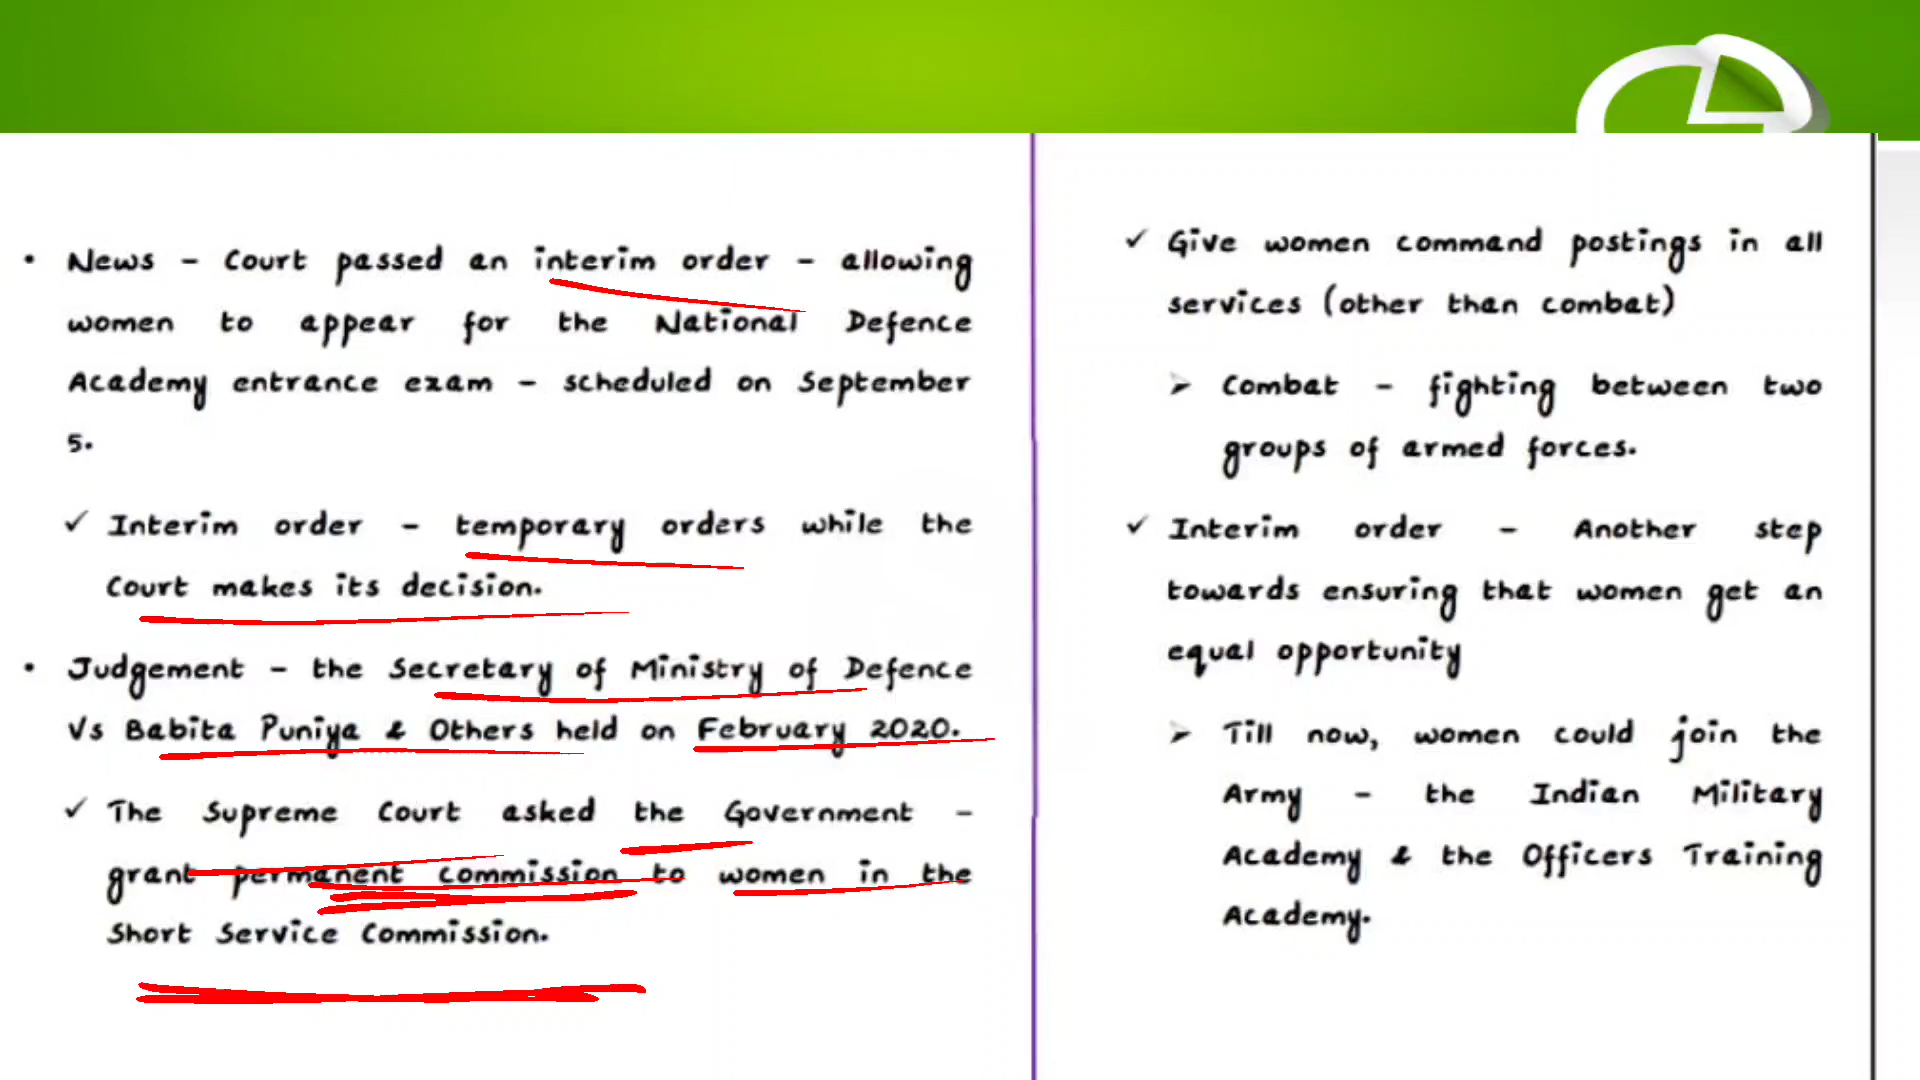 • News - Court passed an interim order - allowing
women to appear for the National Defence
Academy entrance exam - scheduled on September
5.
✓ Interim order - temporary orders while the
Court makes its decision.
• Judgement - the Secretary of Ministry of Defence
Vs Babita Puniya & Others held on February 2020.
✓ The Supreme Court asked the Government -
grant permanent commission to women in the
Short Service Commission.
✓ Give women command postings in all
services (other than combat)
➢ Combat - fighting between two
groups of armed forces.
✓ Interim order - Another step
towards ensuring that women get an
equal opportunity
➢ Till now, women could join the
Army - the Indian Military
Academy & the Officers Training
Academy.